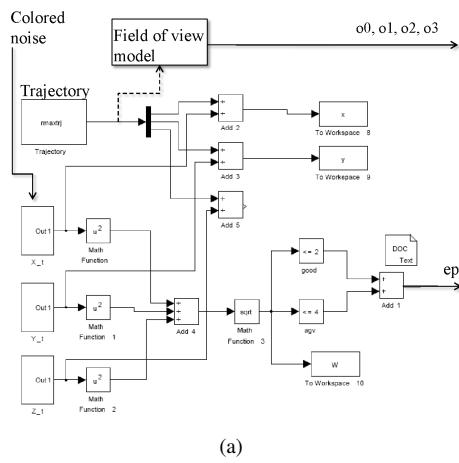 Colored
noise
Field of view
model
o0, o1, o2, o3
Trajectory
rmaxtrj
Trajectory
+
+
Add 2
x
To Workspace 8
+
+
Add 3
y
To Workspace 9
+
+
Add 5
Out1
X_t
u²
Math
Function
<= 2
good
DOC
Text
ep
+
+
Add 1
Out1
Y_t
u²
Math
Function 1
+
+
+
Add 4
sqrt
Math
Function 3
<= 4
agv
Out1
Z_t
u²
Math
Function 2
W
To Workspace 10
(a)